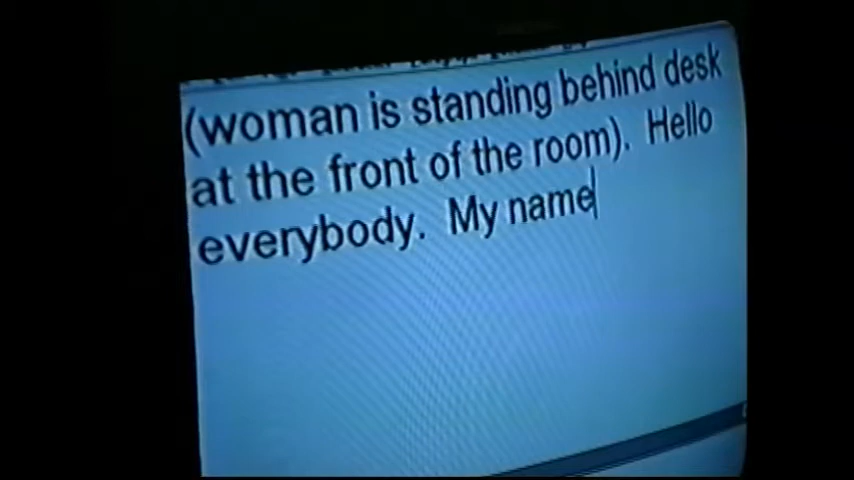 (woman is standing behind desk
at the front of the room).  Hello
everybody.  My name